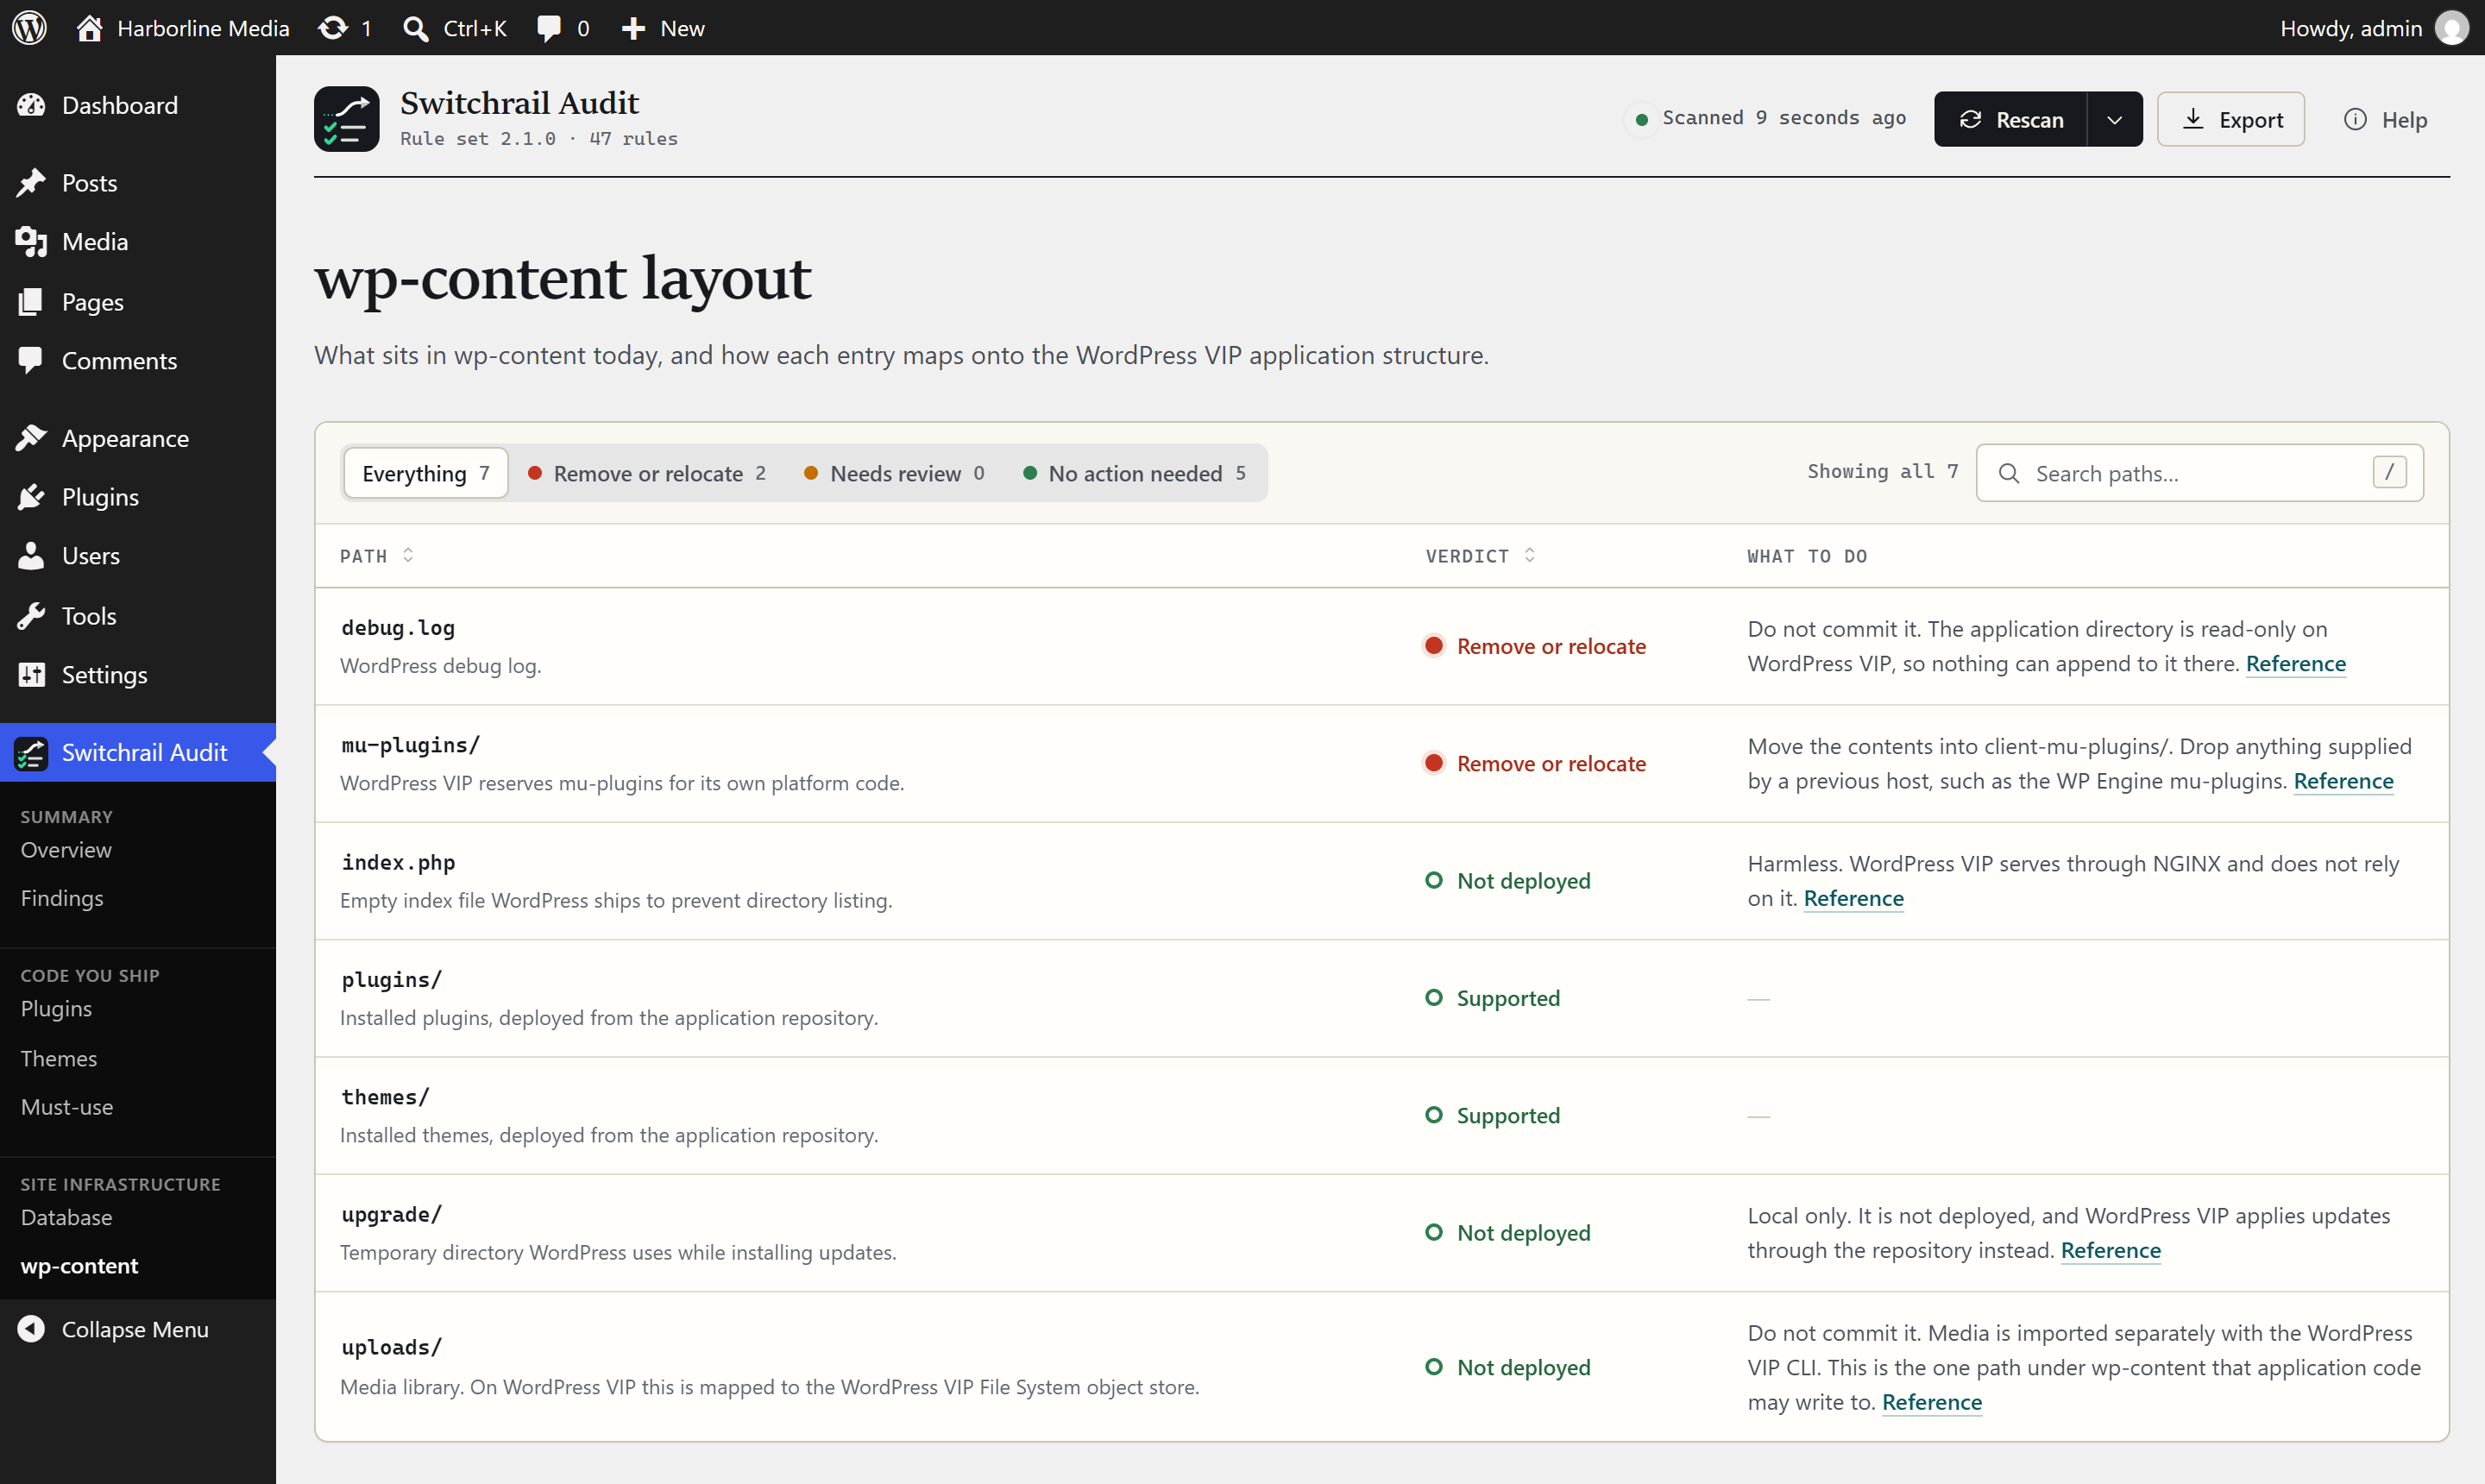 Harborline Media 1 Ctrl+K 0 New Howdy, admin
Dashboard
Posts
Media
Pages
Comments
Appearance
Plugins
Users
Tools
Settings
Switchrail Audit
SUMMARY
Overview
Findings
CODE YOU SHIP
Plugins
Themes
Must-use
SITE INFRASTRUCTURE
Database
wp-content
Collapse Menu
Switchrail Audit
Rule set 2.1.0 · 47 rules
Scanned 9 seconds ago Rescan Export Help
wp-content layout
What sits in wp-content today, and how each entry maps onto the WordPress VIP application structure.
Everything 7 Remove or relocate 2 Needs review 0 No action needed 5 Showing all 7 Search paths... /
PATH VERDICT WHAT TO DO
debug.log
WordPress debug log.
Remove or relocate
Do not commit it. The application directory is read-only on
WordPress VIP, so nothing can append to it there. Reference
mu-plugins/
WordPress VIP reserves mu-plugins for its own platform code.
Remove or relocate
Move the contents into client-mu-plugins/. Drop anything supplied
by a previous host, such as the WP Engine mu-plugins. Reference
index.php
Empty index file WordPress ships to prevent directory listing.
Not deployed
Harmless. WordPress VIP serves through NGINX and does not rely
on it. Reference
plugins/
Installed plugins, deployed from the application repository.
Supported
—
themes/
Installed themes, deployed from the application repository.
Supported
—
upgrade/
Temporary directory WordPress uses while installing updates.
Not deployed
Local only. It is not deployed, and WordPress VIP applies updates
through the repository instead. Reference
uploads/
Media library. On WordPress VIP this is mapped to the WordPress VIP File System object store.
Not deployed
Do not commit it. Media is imported separately with the WordPress
VIP CLI. This is the one path under wp-content that application code
may write to. Reference